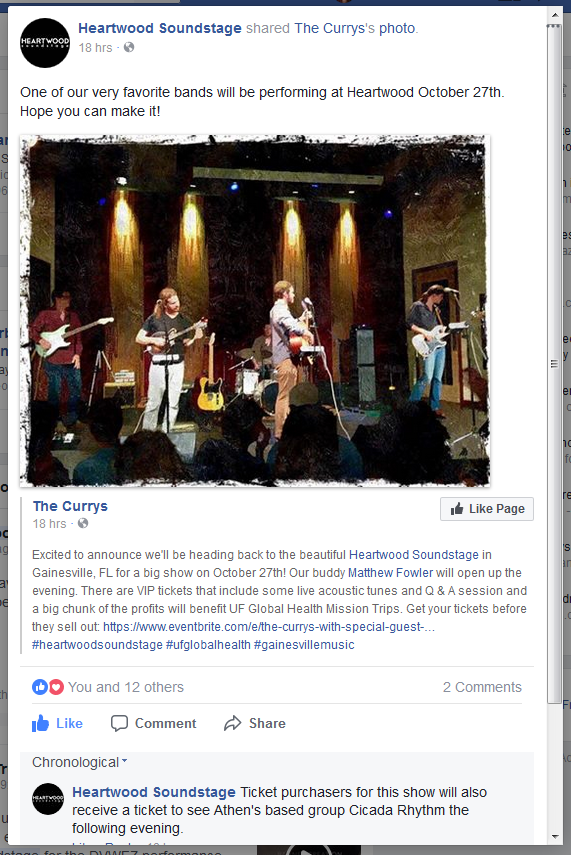 Heartwood Soundstage shared The Currys's photo.
18 hrs ·
One of our very favorite bands will be performing at Heartwood October 27th.
Hope you can make it!
The Currys
18 hrs ·
Like Page
Excited to announce we'll be heading back to the beautiful Heartwood Soundstage in
Gainesville, FL for a big show on October 27th! Our buddy Matthew Fowler will open up the
evening. There are VIP tickets that include some live acoustic tunes and Q & A session and
a big chunk of the profits will benefit UF Global Health Mission Trips. Get your tickets before
they sell out: https://www.eventbrite.com/e/the-currys-with-special-guest-…
#heartwoodsoundstage #ufglobalhealth #gainesvillemusic
You and 12 others
2 Comments
Like Comment Share
Chronological
HEARTWOOD
soundstage
Heartwood Soundstage Ticket purchasers for this show will also
receive a ticket to see Athen's based group Cicada Rhythm the
following evening.